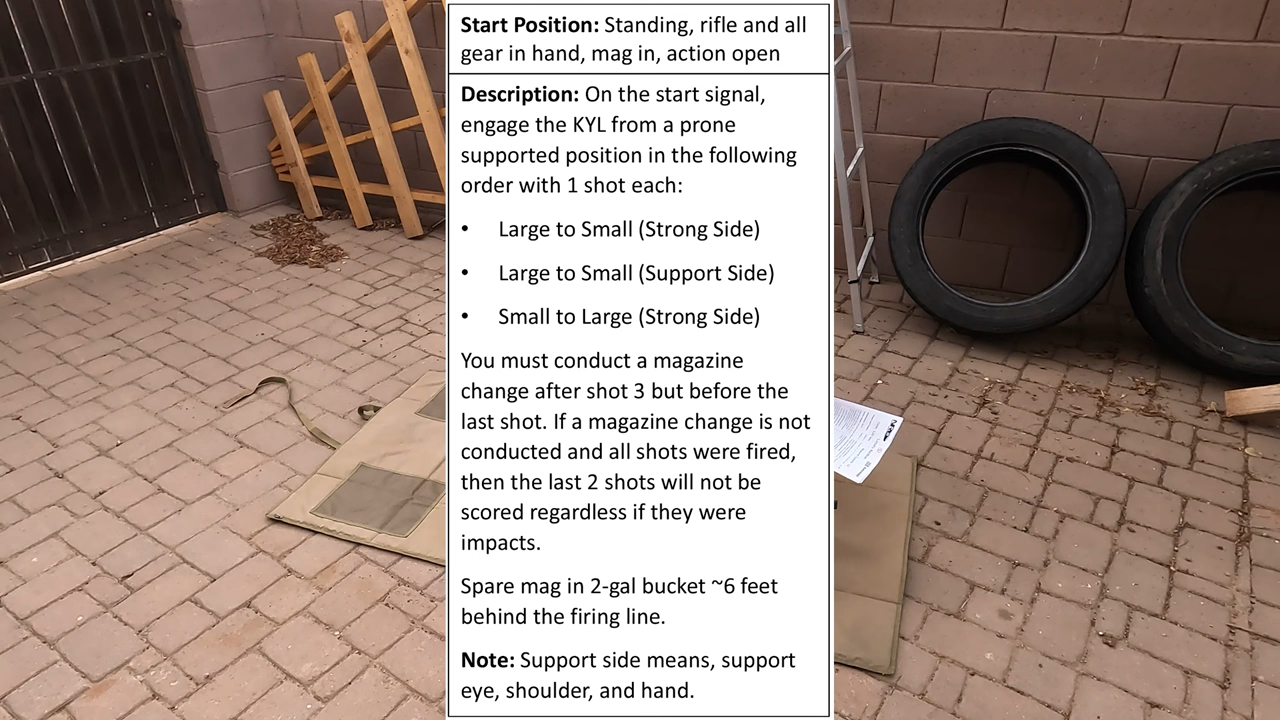 Start Position: Standing, rifle and all
gear in hand, mag in, action open
Description: On the start signal,
engage the KYL from a prone
supported position in the following
order with 1 shot each:
• Large to Small (Strong Side)
• Large to Small (Support Side)
• Small to Large (Strong Side)
You must conduct a magazine
change after shot 3 but before the
last shot. If a magazine change is not
conducted and all shots were fired,
then the last 2 shots will not be
scored regardless if they were
impacts.
Spare mag in 2-gal bucket ~6 feet
behind the firing line.
Note: Support side means, support
eye, shoulder, and hand.